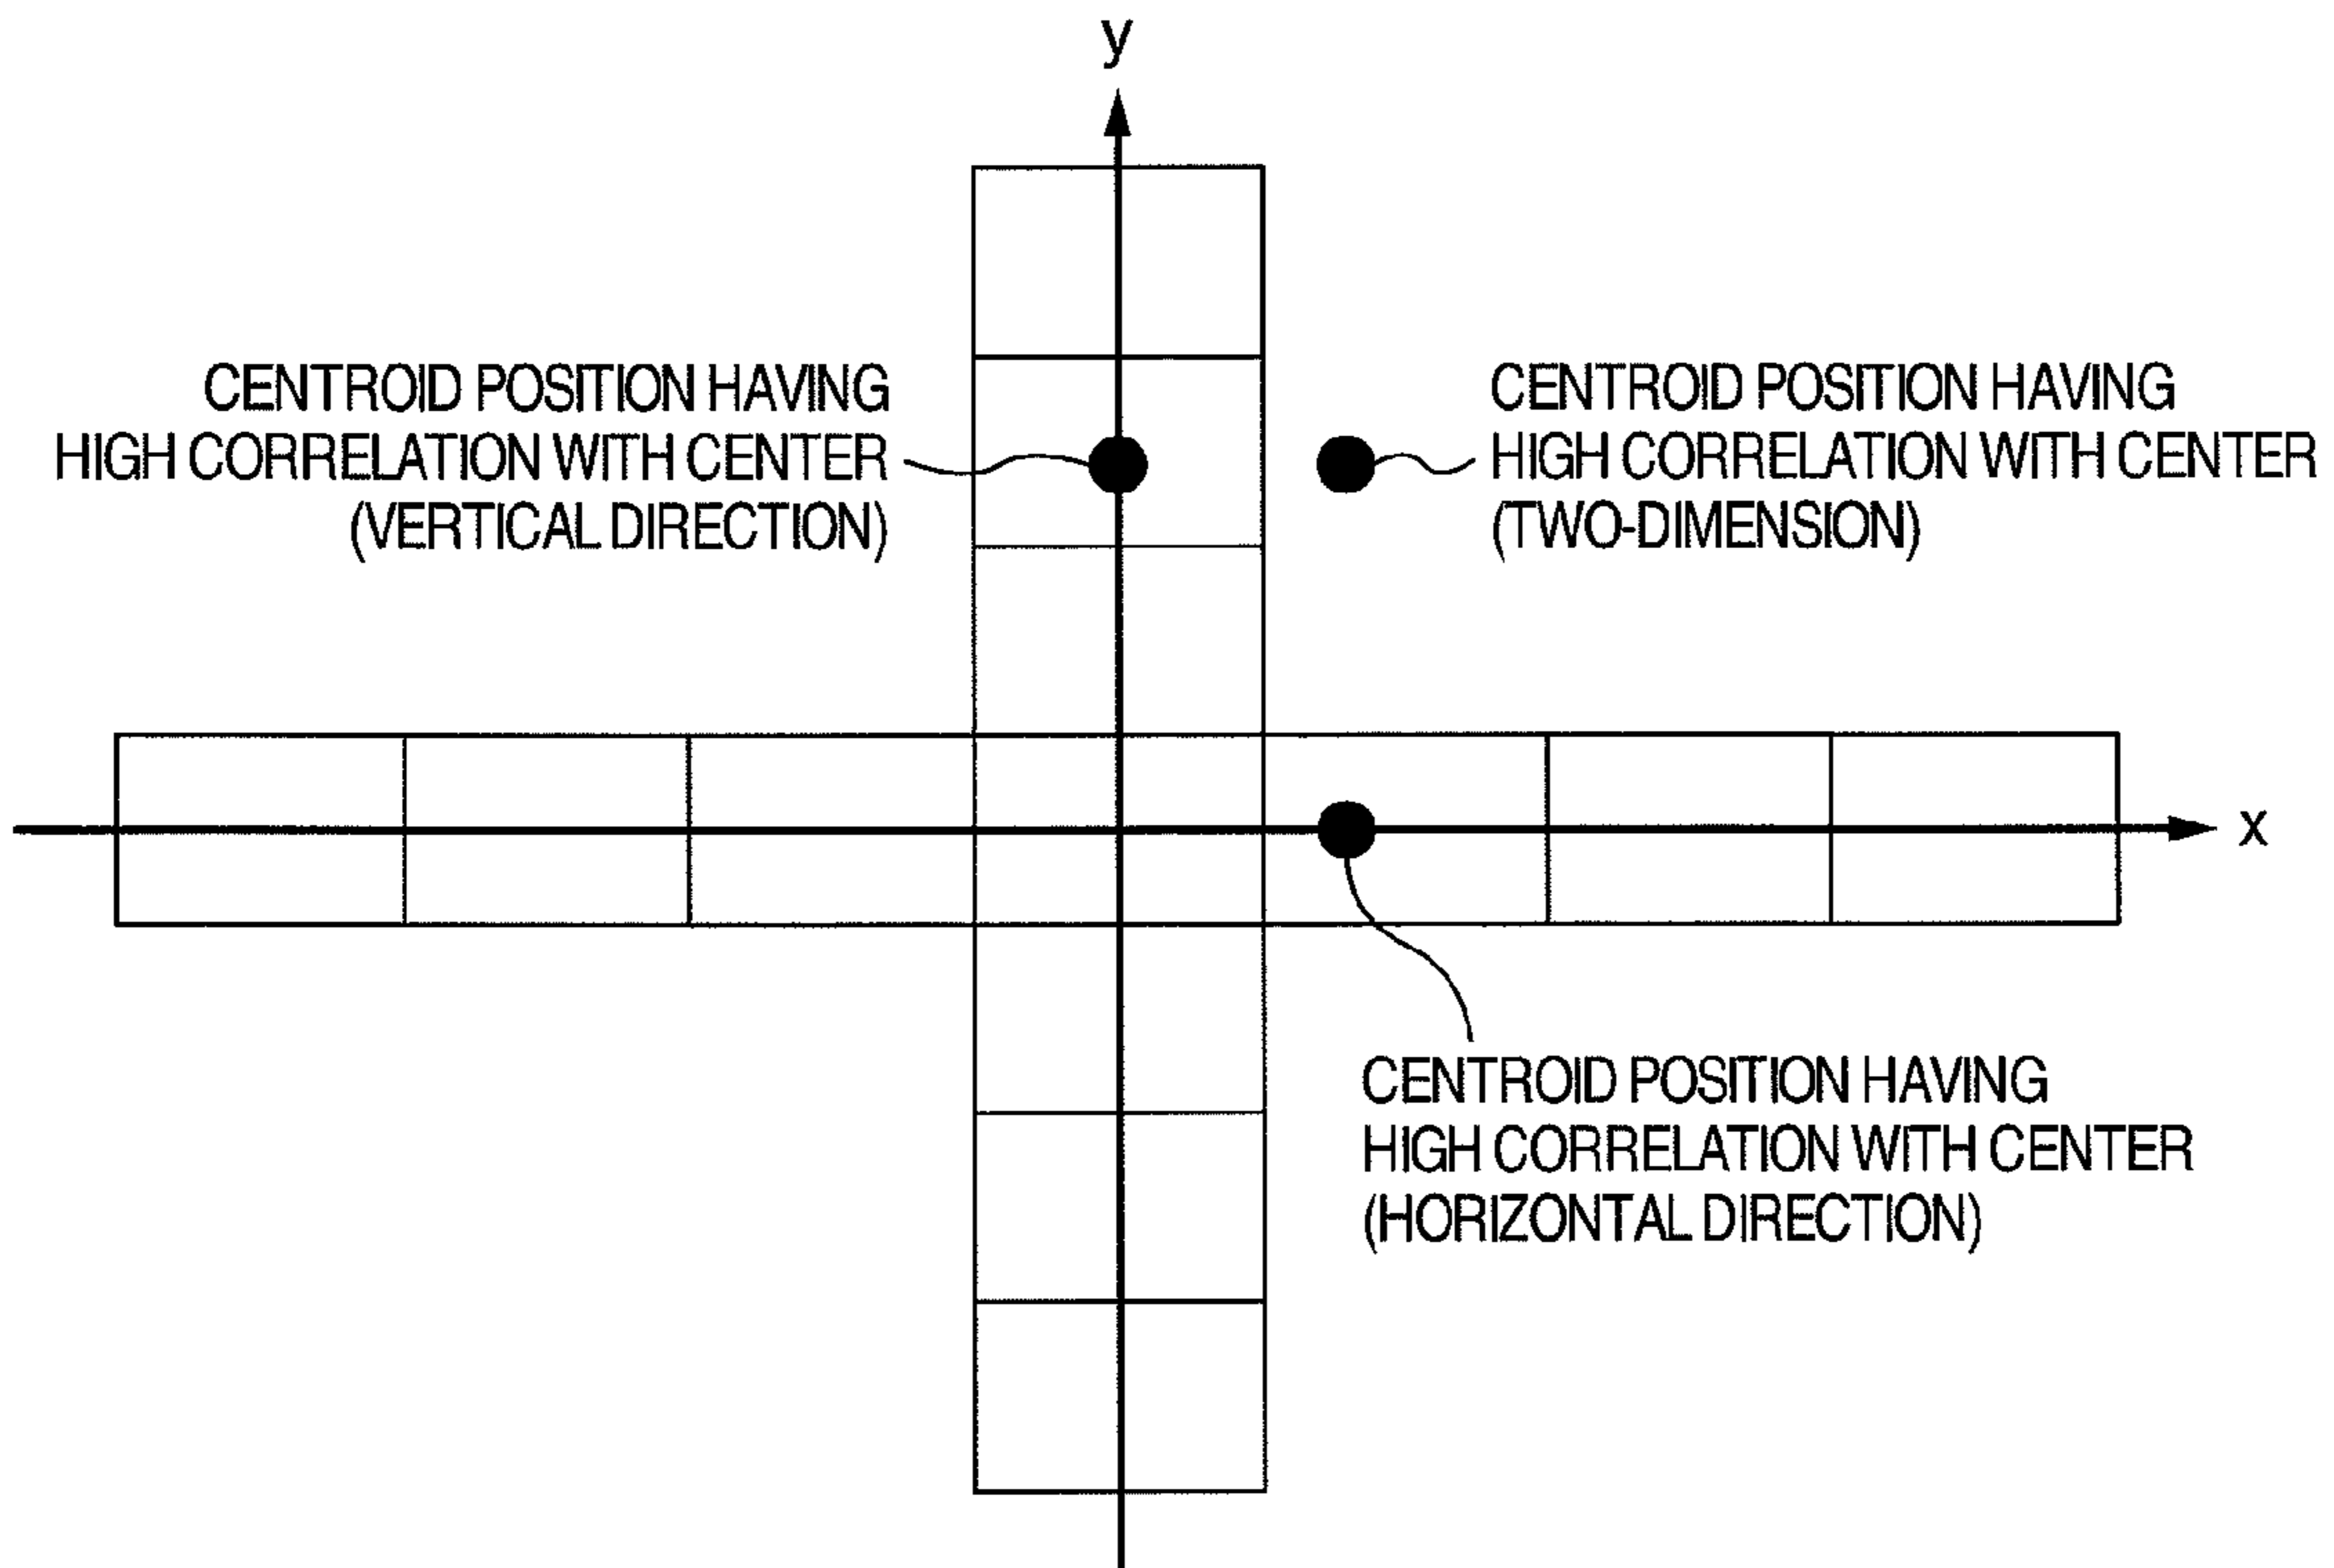 y
CENTROID POSITION HAVING
HIGH CORRELATION WITH CENTER
(VERTICAL DIRECTION)
CENTROID POSITION HAVING
HIGH CORRELATION WITH CENTER
(TWO-DIMENSION)
x
CENTROID POSITION HAVING
HIGH CORRELATION WITH CENTER
(HORIZONTAL DIRECTION)